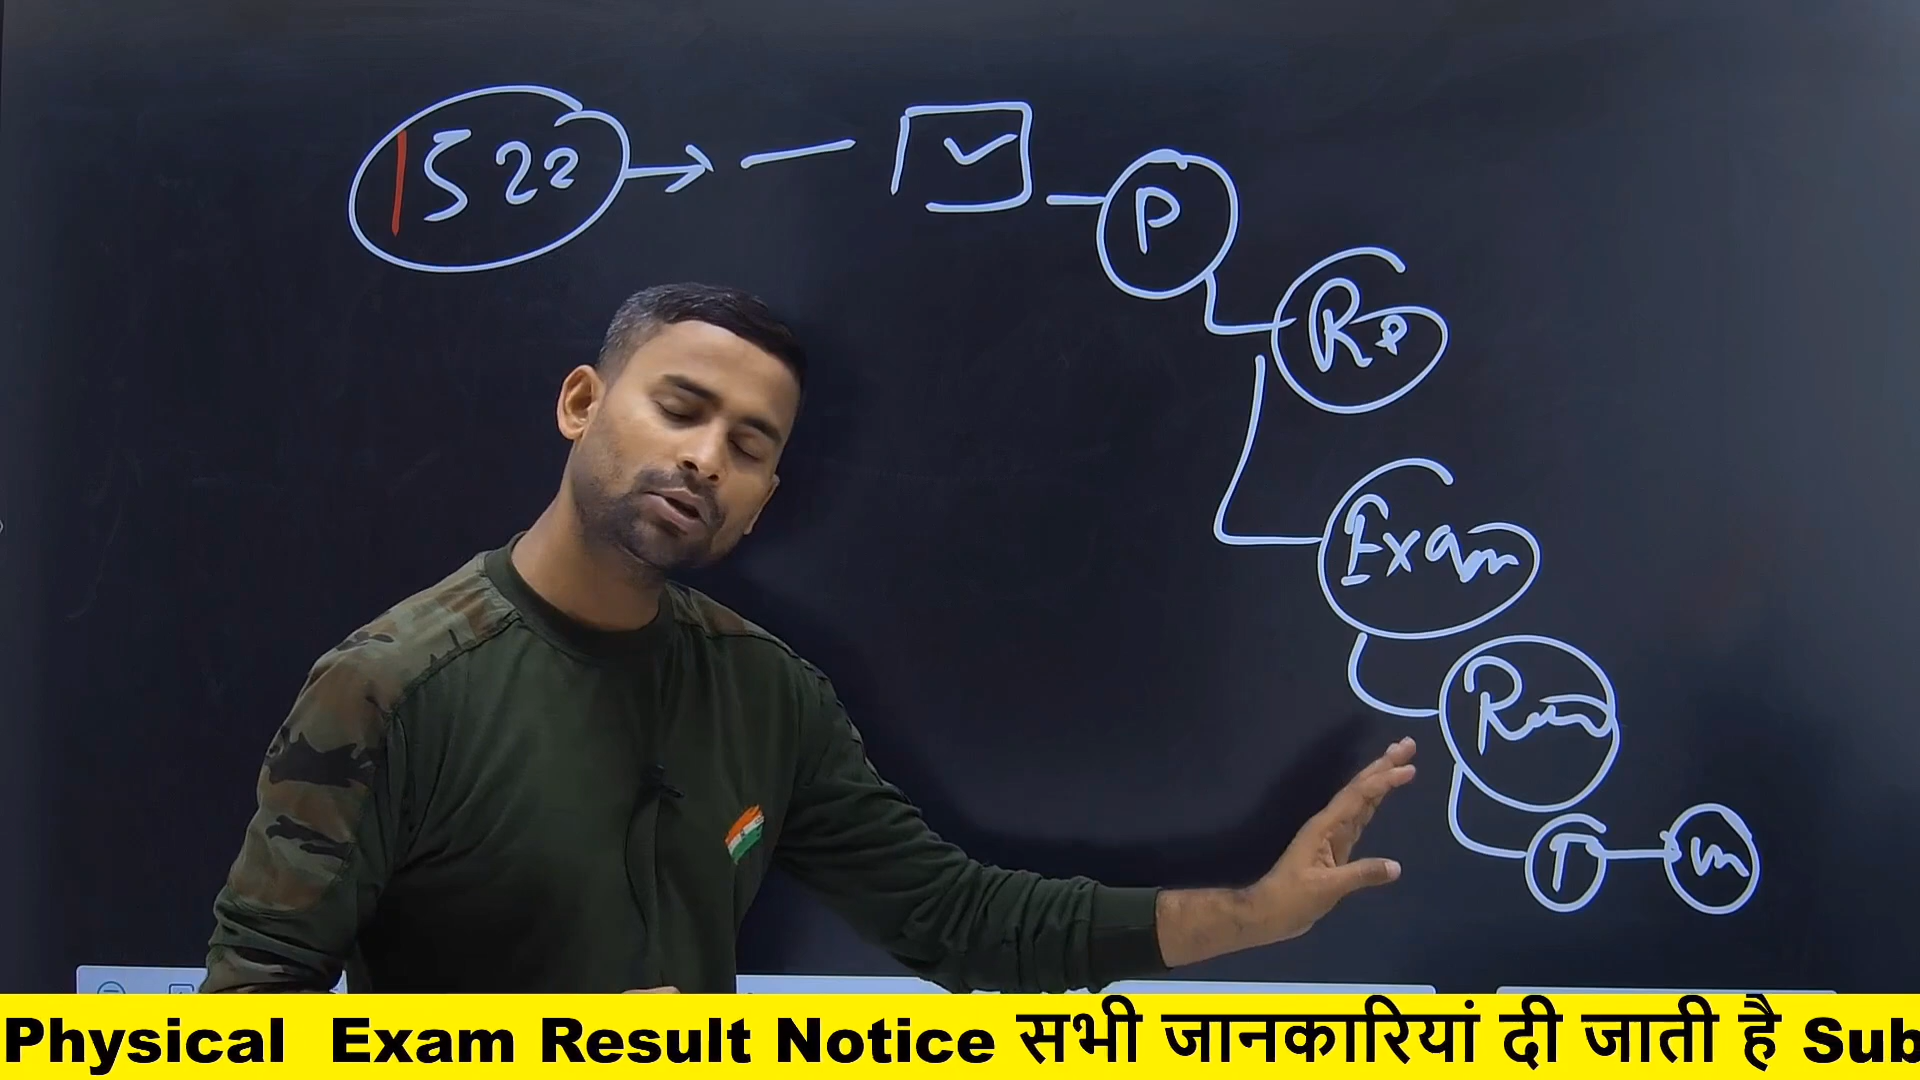 1522
P
R
Exam
T
m
Physical Exam Result Notice सभी जानकारियां दी जाती है Sub